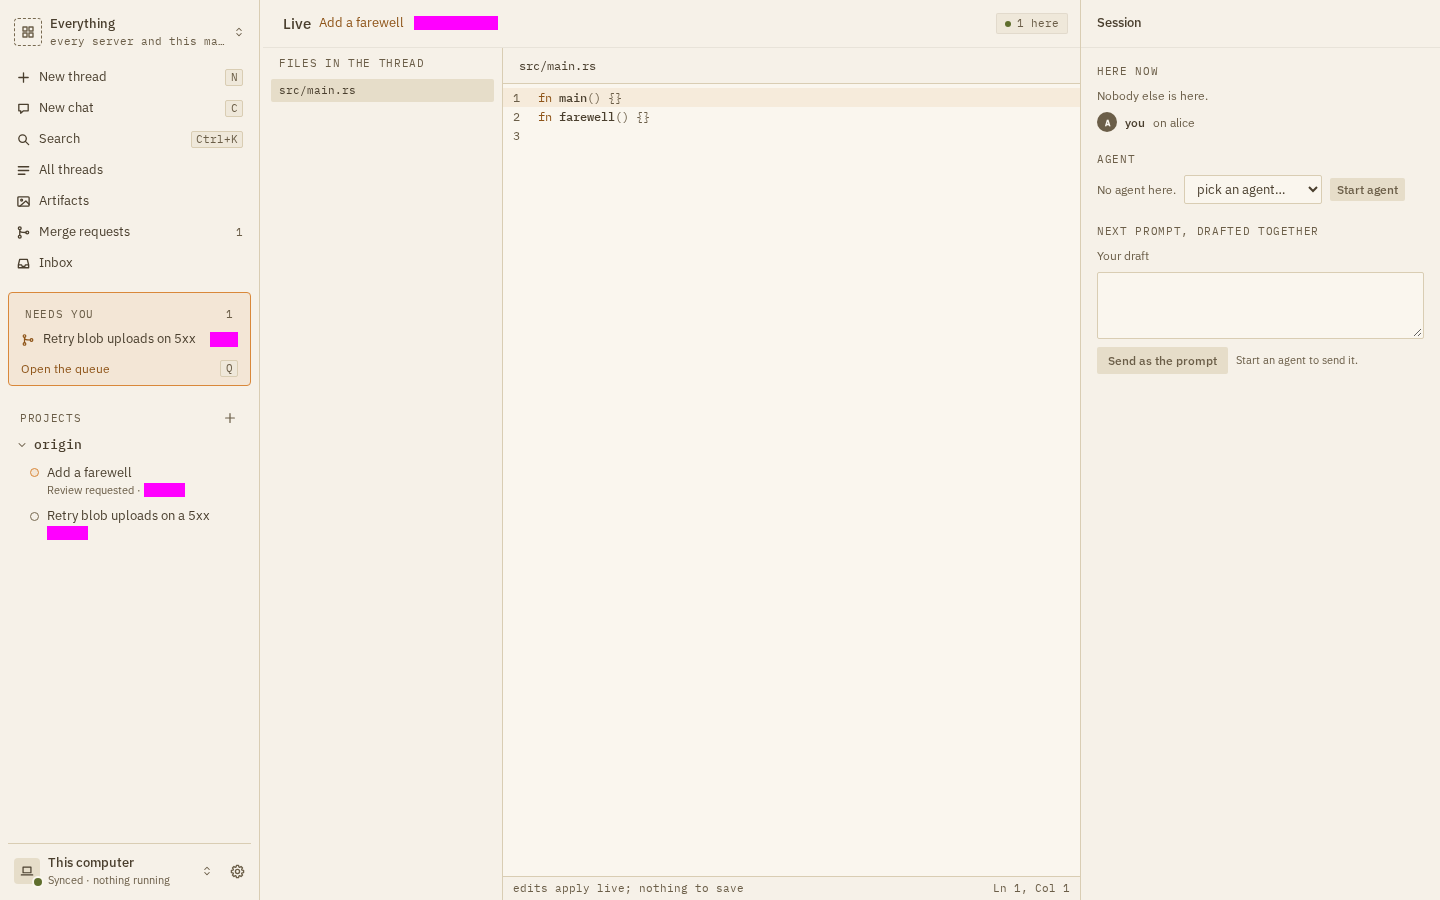 Everything
every server and this ma…
New thread N
New chat C
Search Ctrl+K
All threads
Artifacts
Merge requests 1
Inbox
NEEDS YOU 1
Retry blob uploads on 5xx
Open the queue Q
PROJECTS
origin
Add a farewell
Review requested ·
Retry blob uploads on a 5xx
This computer
Synced · nothing running
Live Add a farewell
1 here
FILES IN THE THREAD
src/main.rs
src/main.rs
1 fn main() {}
2 fn farewell() {}
3
edits apply live; nothing to save Ln 1, Col 1
Session
HERE NOW
Nobody else is here.
A you on alice
AGENT
No agent here. pick an agent… Start agent
NEXT PROMPT, DRAFTED TOGETHER
Your draft
Send as the prompt Start an agent to send it.